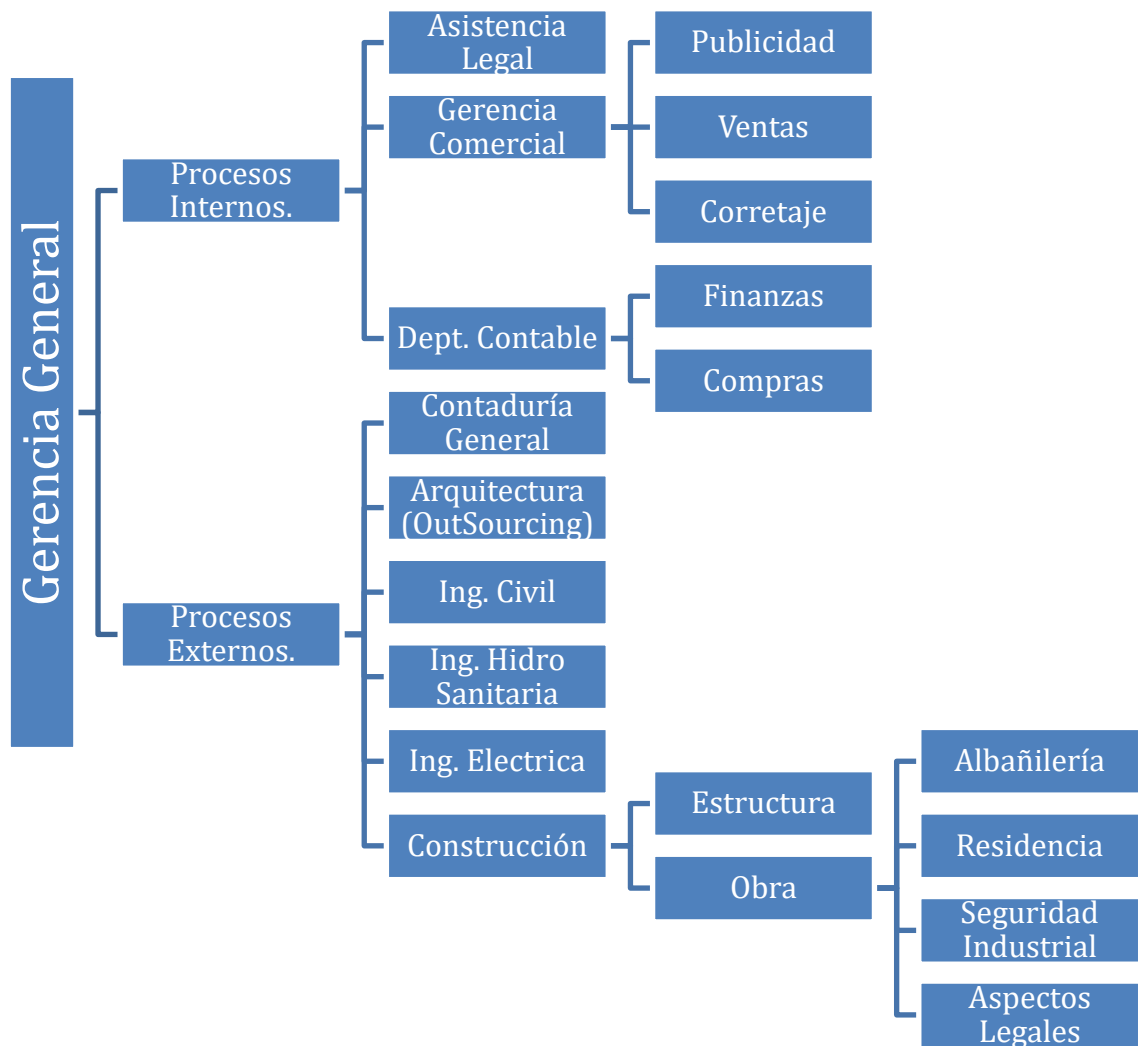 Gerencia General
Procesos
Internos.
Asistencia
Legal
Gerencia
Comercial
Publicidad
Ventas
Corretaje
Dept. Contable
Finanzas
Compras
Procesos
Externos.
Contaduría
General
Arquitectura
(OutSourcing)
Ing. Civil
Ing. Hidro
Sanitaria
Ing. Electrica
Construcción
Estructura
Obra
Albañilería
Residencia
Seguridad
Industrial
Aspectos
Legales